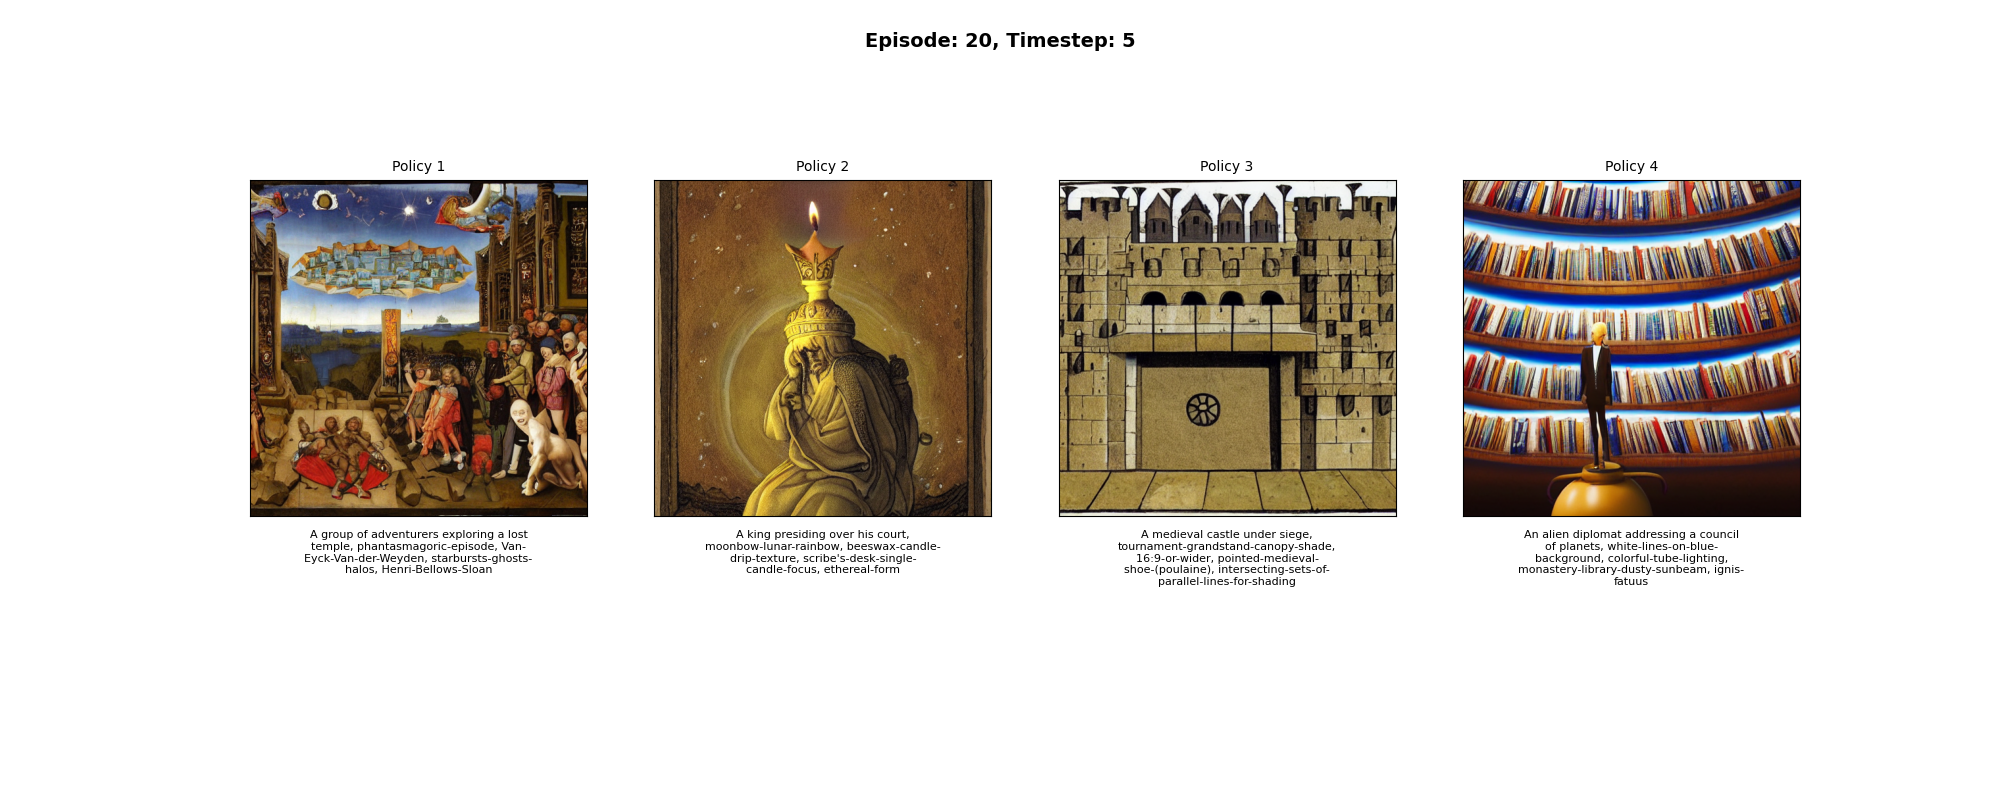 Episode: 20, Timestep: 5
Policy 1
A group of adventurers exploring a lost
temple, phantasmagoric-episode, Van-
Eyck-Van-der-Weyden, starbursts-ghosts-
halos, Henri-Bellows-Sloan
Policy 2
A king presiding over his court,
moonbow-lunar-rainbow, beeswax-candle-
drip-texture, scribe's-desk-single-
candle-focus, ethereal-form
Policy 3
A medieval castle under siege,
tournament-grandstand-canopy-shade,
16:9-or-wider, pointed-medieval-
shoe-(poulaine), intersecting-sets-of-
parallel-lines-for-shading
Policy 4
An alien diplomat addressing a council
of planets, white-lines-on-blue-
background, colorful-tube-lighting,
monastery-library-dusty-sunbeam, ignis-
fatuus